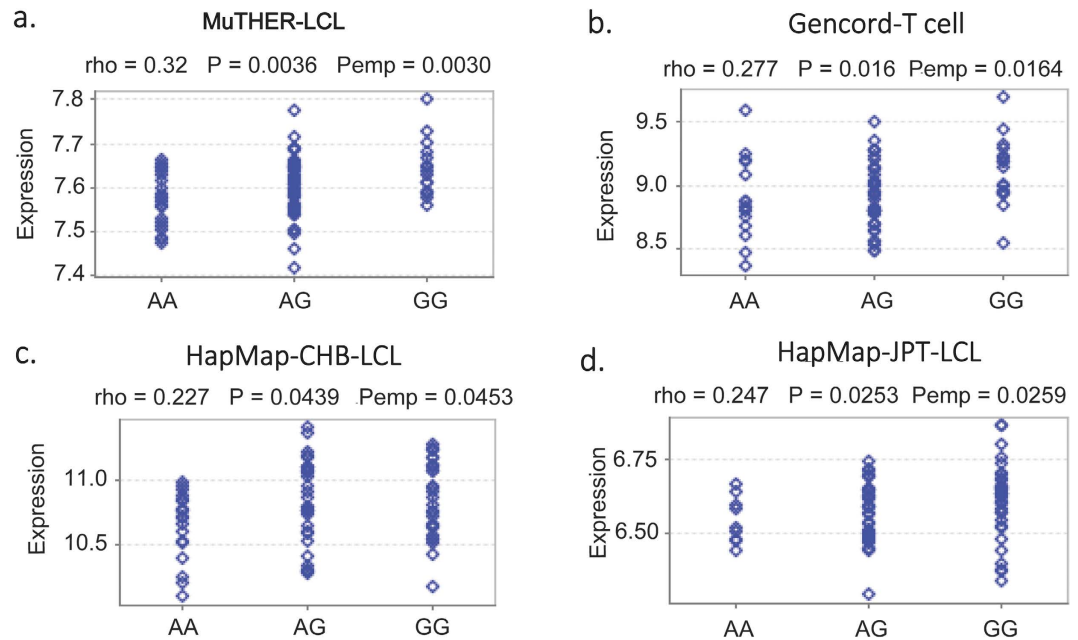 a.
MuTHER-LCL
rho = 0.32 P = 0.0036 Pemp = 0.0030
Expression
7.8
7.7
7.6
7.5
7.4
AA AG GG
b.
Gencord-T cell
rho = 0.277 P = 0.016 Pemp = 0.0164
Expression
9.5
9.0
8.5
AA AG GG
c.
HapMap-CHB-LCL
rho = 0.227 P = 0.0439 Pemp = 0.0453
Expression
11.0
10.5
AA AG GG
d.
HapMap-JPT-LCL
rho = 0.247 P = 0.0253 Pemp = 0.0259
Expression
6.75
6.50
AA AG GG